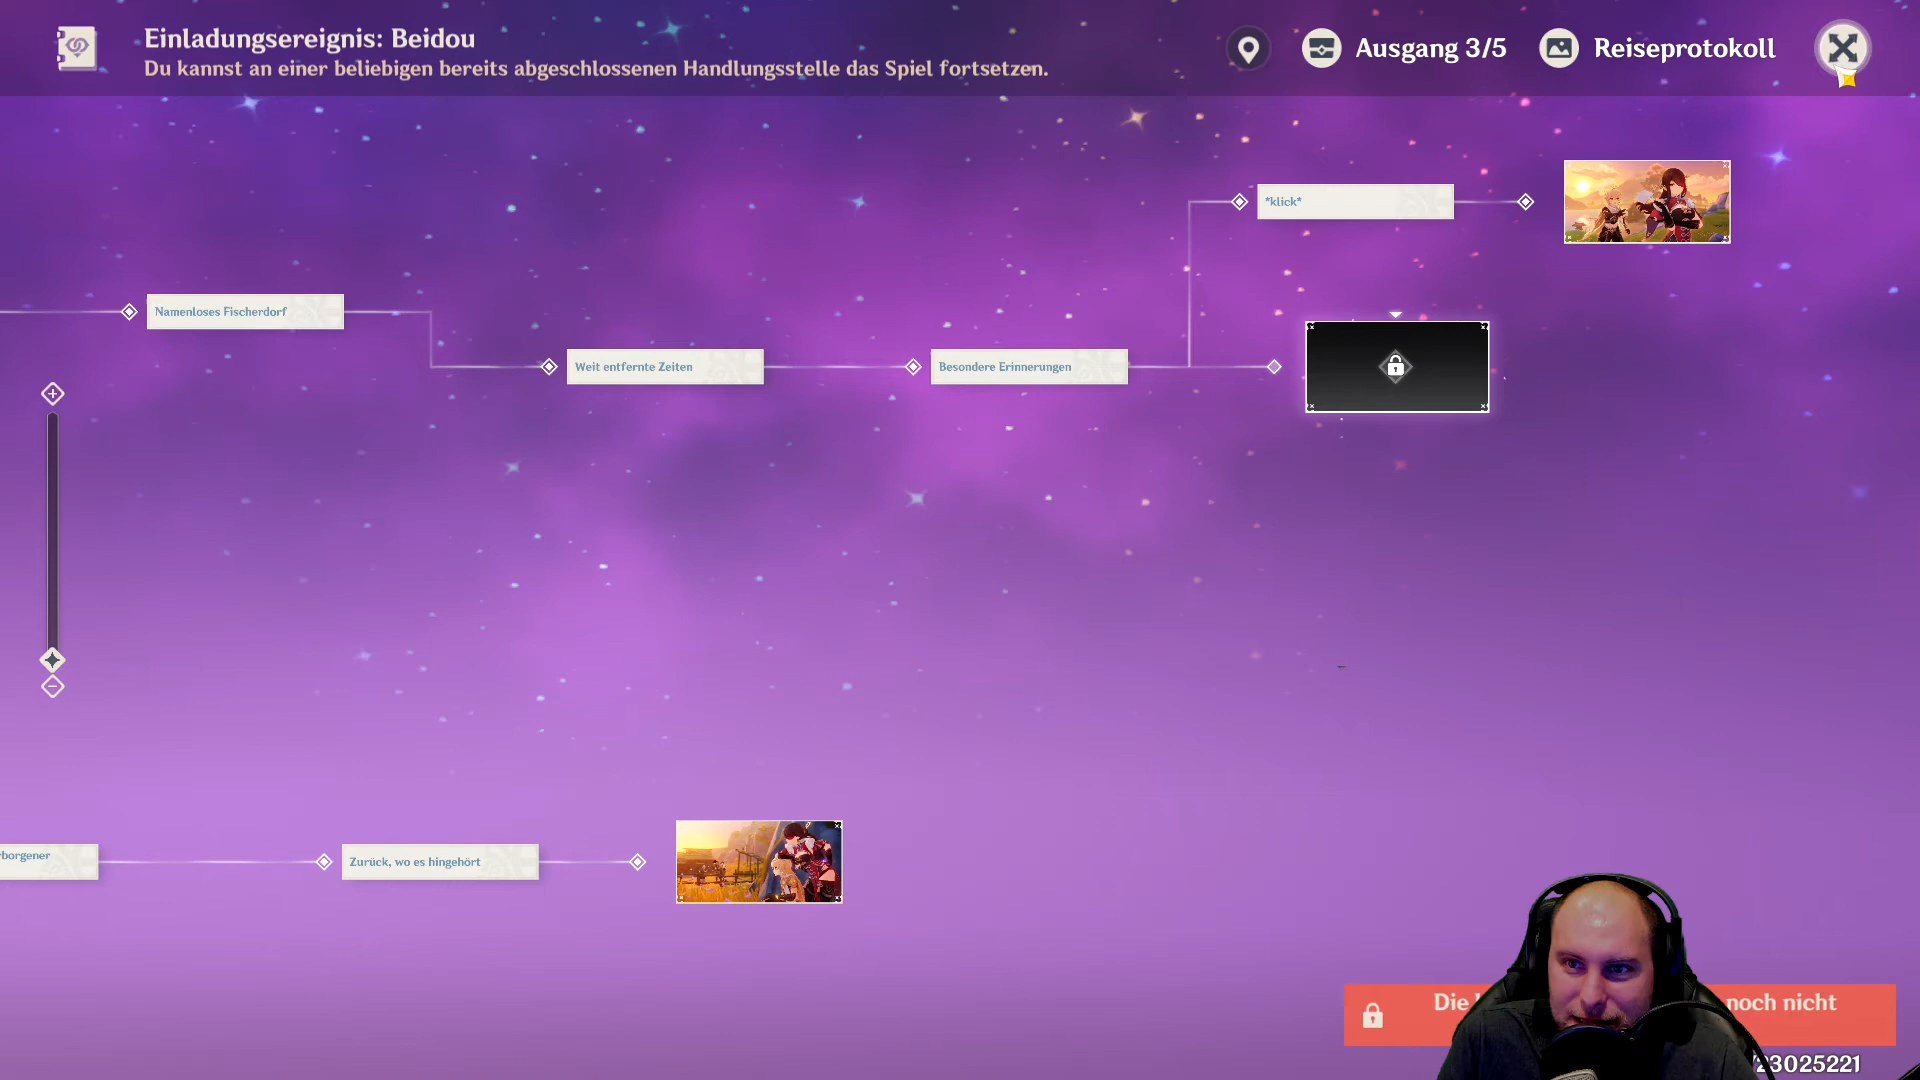 Einladungsereignis: Beidou
Du kannst an einer beliebigen bereits abgeschlossenen Handlungsstelle das Spiel fortsetzen.
Ausgang 3/5
Reiseprotokoll
*klick*
Namenloses Fischerdorf
Weit entfernte Zeiten
Besondere Erinnerungen
Zurück, wo es hingehört
Die
noch nicht
23025221